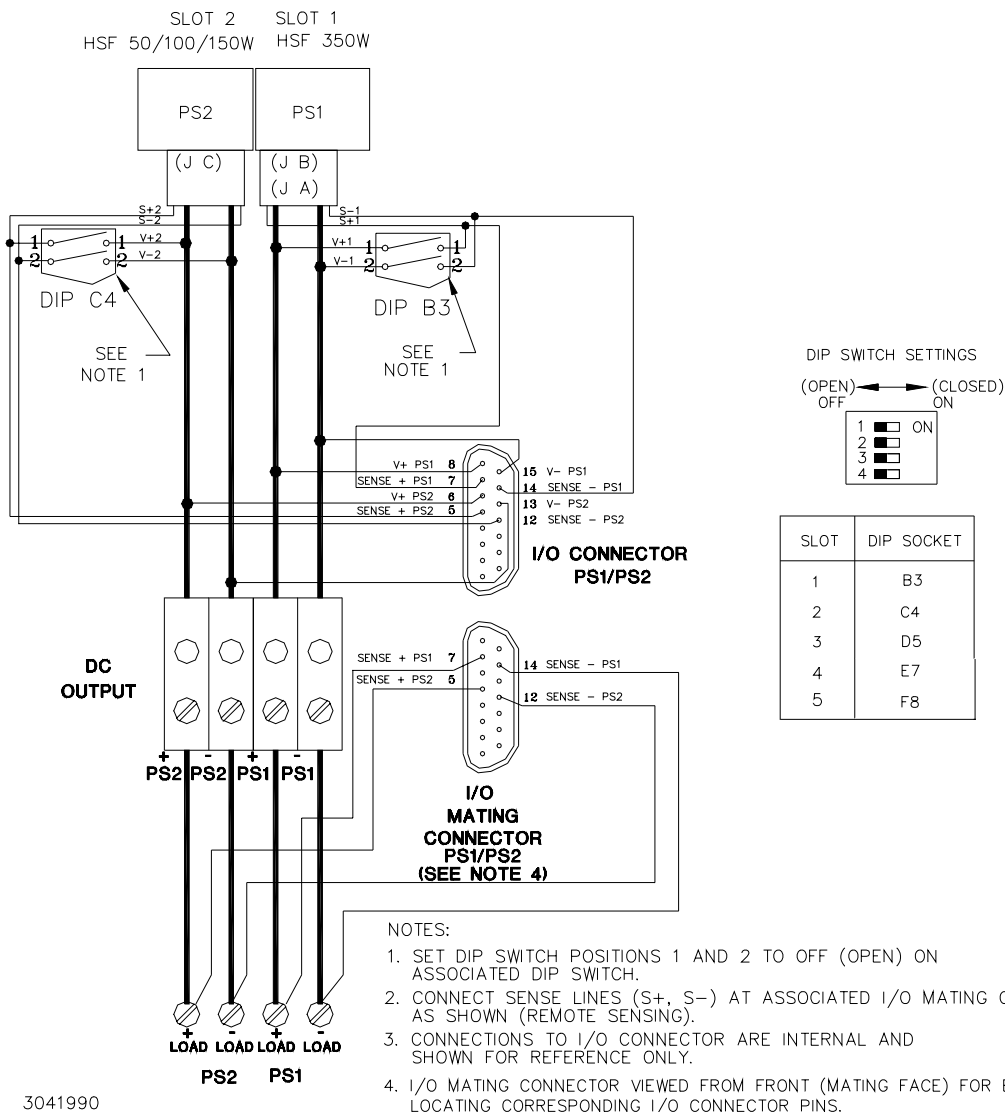 SLOT 2 SLOT 1
HSF 50/100/150W HSF 350W
PS2 PS1
(J C) (J B)
(J A)
S+2 S-1
S-2 S+1
V+2 V+1
V-2 V-1
1 1 1 1
2 2 2 2
DIP C4 DIP B3
SEE
NOTE 1
SEE
NOTE 1
DIP SWITCH SETTINGS
(OPEN) (CLOSED)
OFF ON
1 ON
2
3
4
V+ PS1 8
SENSE + PS1 7
V+ PS2 6
SENSE + PS2 5
15 V- PS1
14 SENSE - PS1
13 V- PS2
12 SENSE - PS2
I/O CONNECTOR
PS1/PS2
SLOT DIP SOCKET
1 B3
2 C4
3 D5
4 E7
5 F8
DC
OUTPUT
SENSE + PS1 7
SENSE + PS2 5
14 SENSE - PS1
12 SENSE - PS2
+ - + -
PS2 PS2 PS1 PS1
I/O
MATING
CONNECTOR
PS1/PS2
(SEE NOTE 4)
NOTES:
1. SET DIP SWITCH POSITIONS 1 AND 2 TO OFF (OPEN) ON
ASSOCIATED DIP SWITCH.
2. CONNECT SENSE LINES (S+, S-) AT ASSOCIATED I/O MATING
AS SHOWN (REMOTE SENSING).
3. CONNECTIONS TO I/O CONNECTOR ARE INTERNAL AND
SHOWN FOR REFERENCE ONLY.
4. I/O MATING CONNECTOR VIEWED FROM FRONT (MATING FACE) FOR
LOCATING CORRESPONDING I/O CONNECTOR PINS.
+ - + -
LOAD LOAD LOAD LOAD
PS2 PS1
3041990